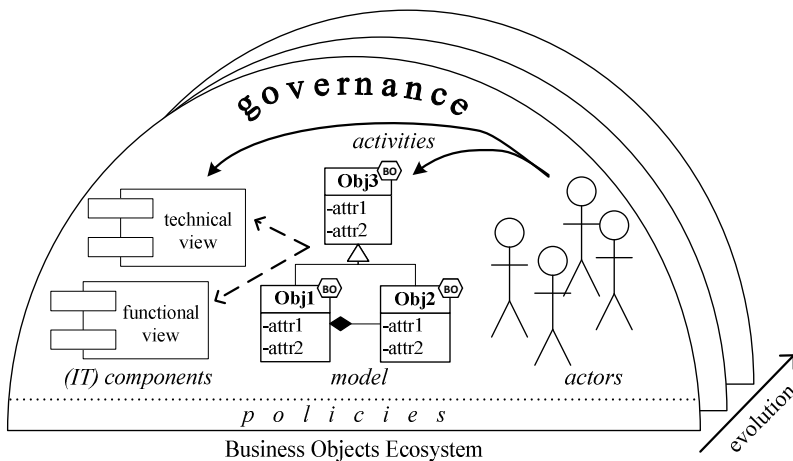 governance
activities
BO
Obj3
-attr1
-attr2
technical
view
functional
view
BO
Obj1
-attr1
-attr2
BO
Obj2
-attr1
-attr2
(IT) components
model
actors
policies
Business Objects Ecosystem
evolution